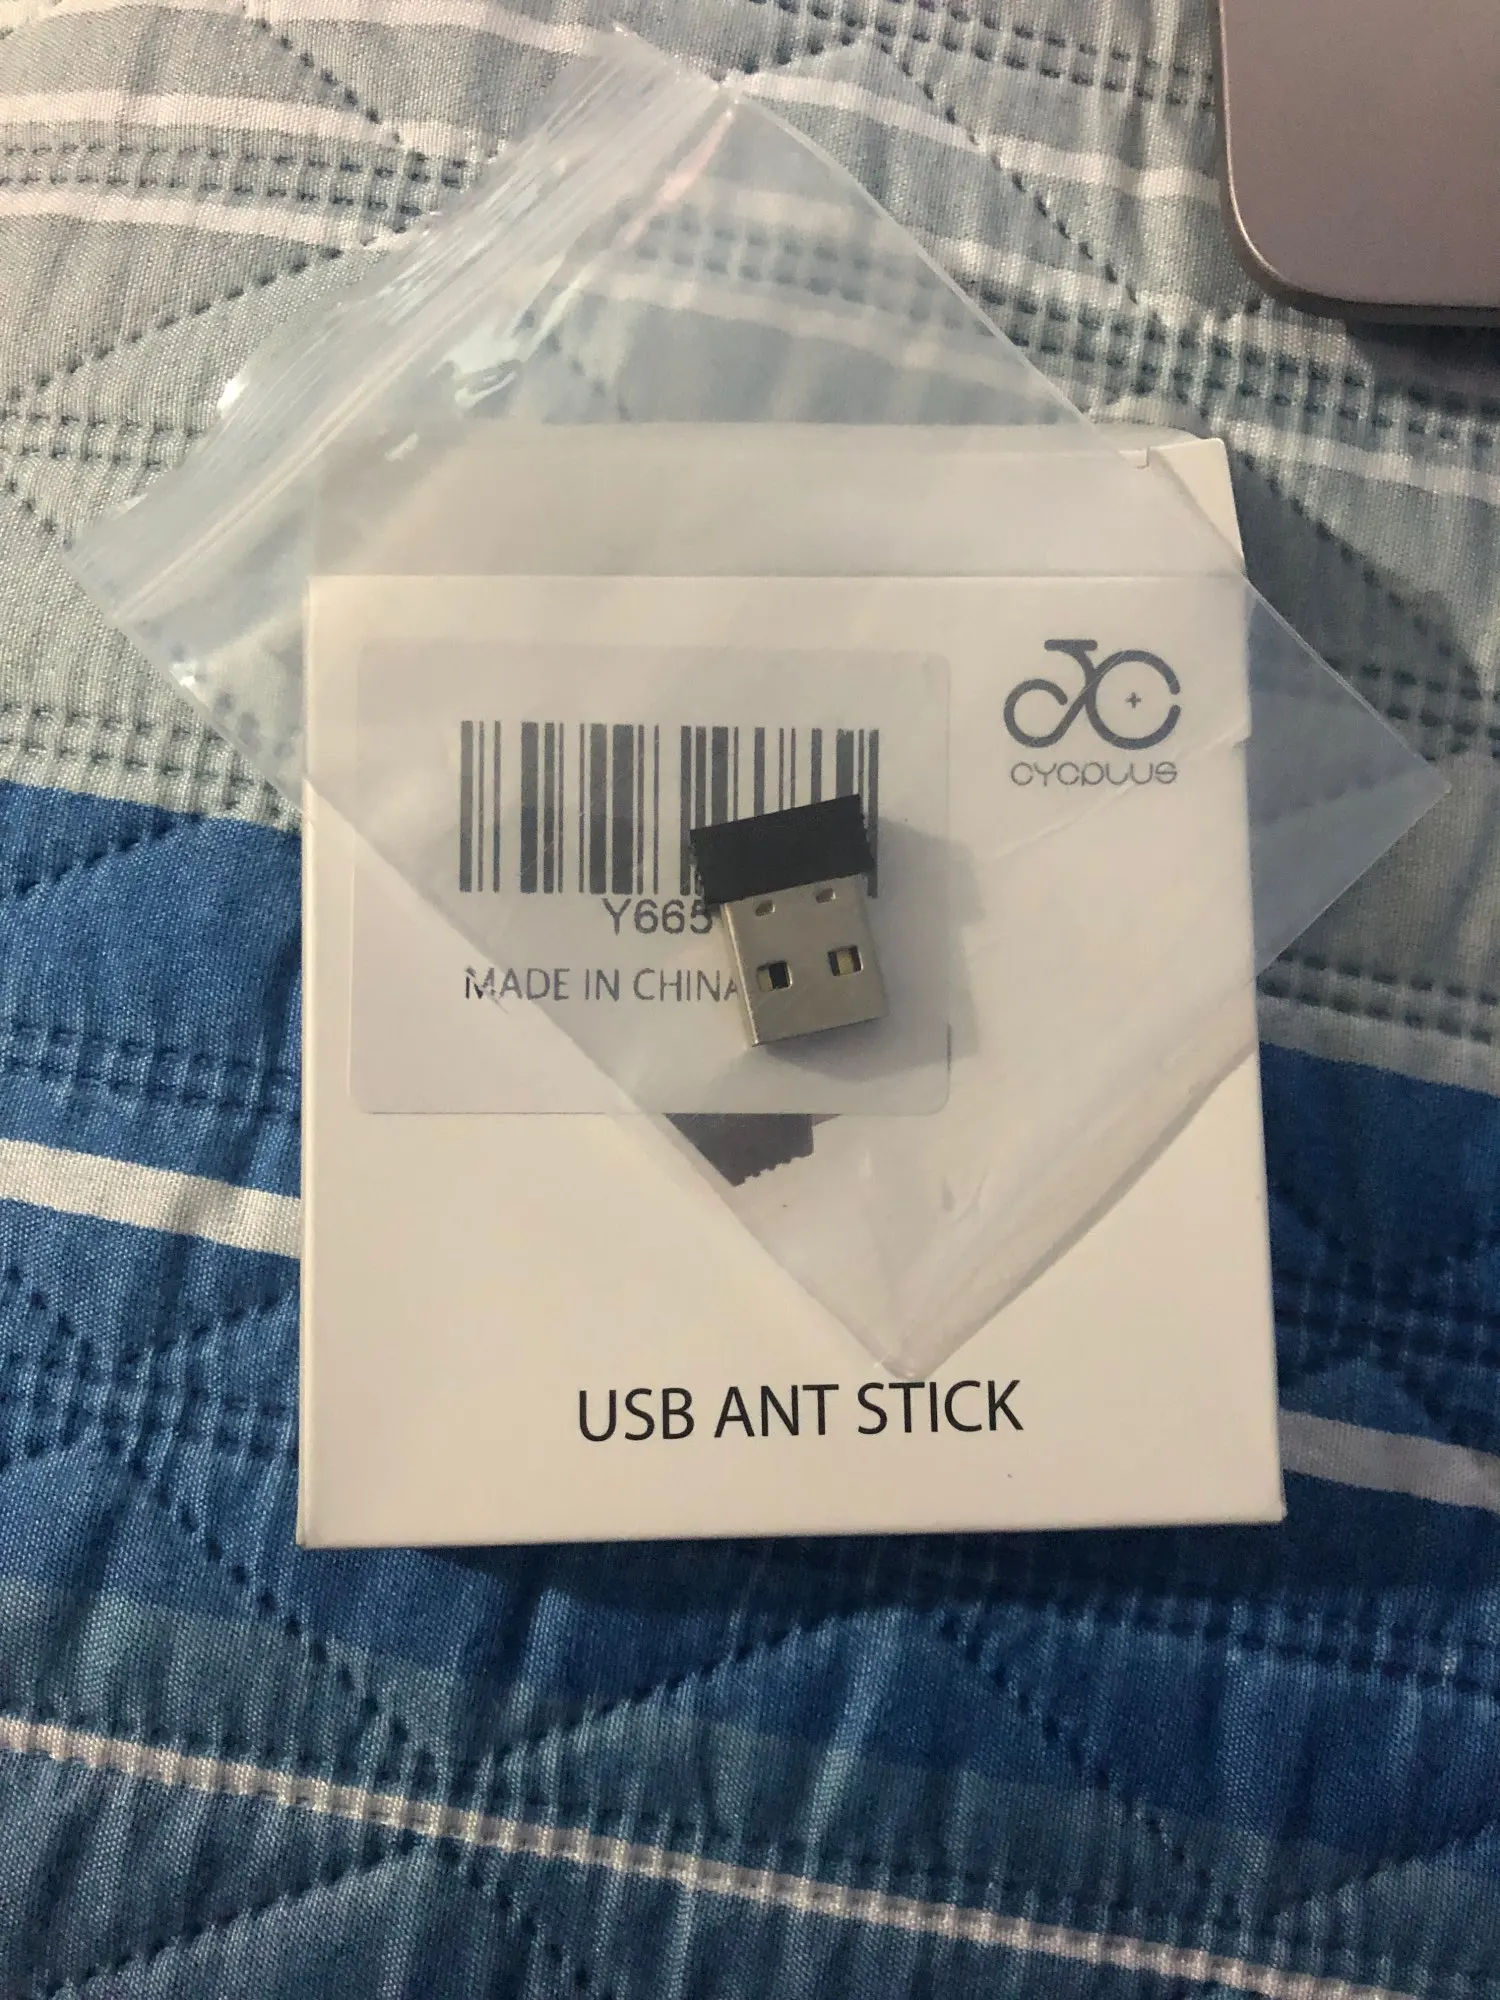 CYCPLUS
Y665
MADE IN CHINA
USB ANT STICK